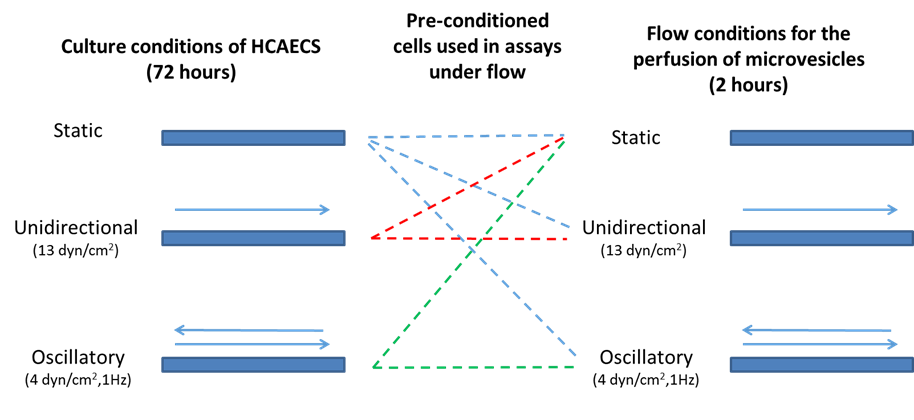 Culture conditions of HCAECS
(72 hours)
Pre-conditioned
cells used in assays
under flow
Flow conditions for the
perfusion of microvesicles
(2 hours)
Static
Static
Unidirectional
(13 dyn/cm²)
Unidirectional
(13 dyn/cm²)
Oscillatory
(4 dyn/cm²,1Hz)
Oscillatory
(4 dyn/cm²,1Hz)